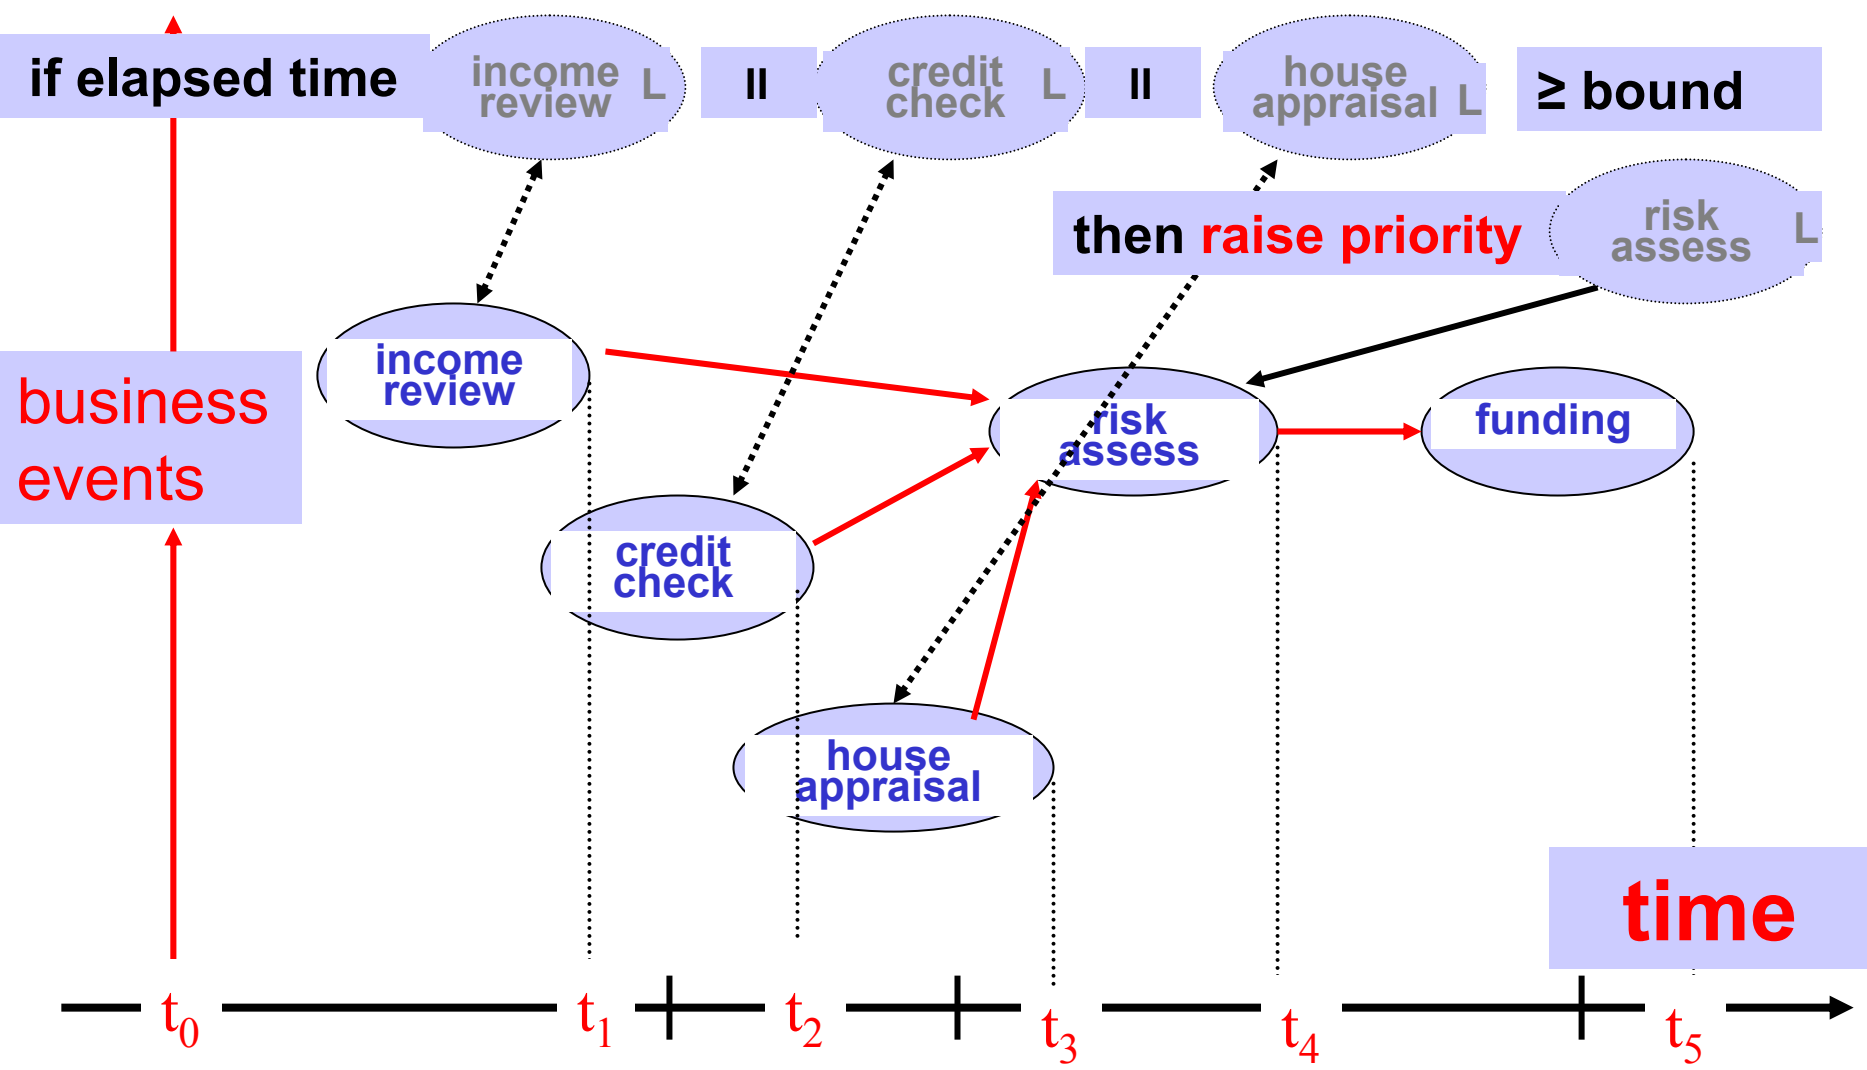 if elapsed time
income
review L
||
credit
check L
||
house
appraisal L
≥ bound
then raise priority
risk
assess L
income
review
business
events
risk
assess
funding
credit
check
house
appraisal
time
t0 t1 t2 t3 t4 t5